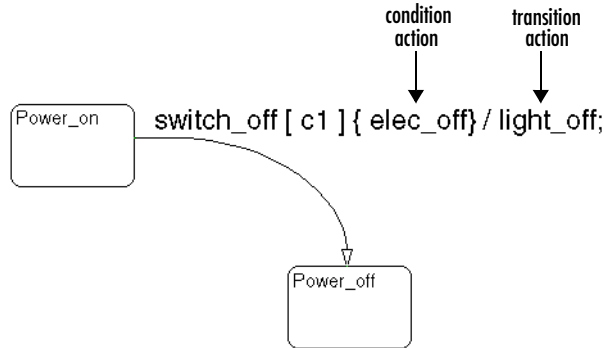 condition
action
transition
action
switch_off [ c1 ] { elec_off} / light_off;
Power_on
Power_off